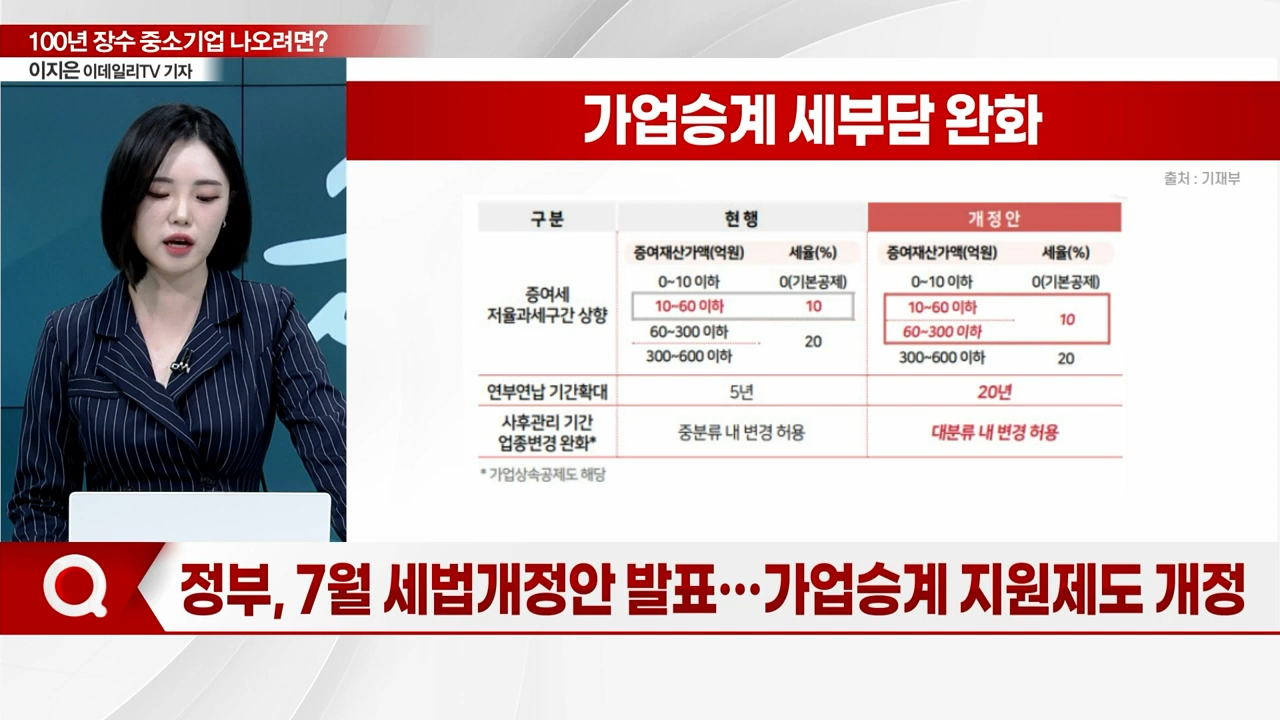 100년 장수 중소기업 나오려면?
이지은 이데일리TV 기자
가업승계 세부담 완화
출처 : 기재부
구분 현행 개정안
증여재산가액(억원) 세율(%) 증여재산가액(억원) 세율(%)
증여세
저율과세구간 상향
0~10 이하 0(기본공제) 0~10 이하 0(기본공제)
10~60 이하 10 10~60 이하 10
60~300 이하 20 60~300 이하
300~600 이하 300~600 이하 20
연부연납 기간확대 5년 20년
사후관리 기간
업종변경 완화* 중분류 내 변경 허용 대분류 내 변경 허용
* 가업상속공제도 해당
정부, 7월 세법개정안 발표…가업승계 지원제도 개정